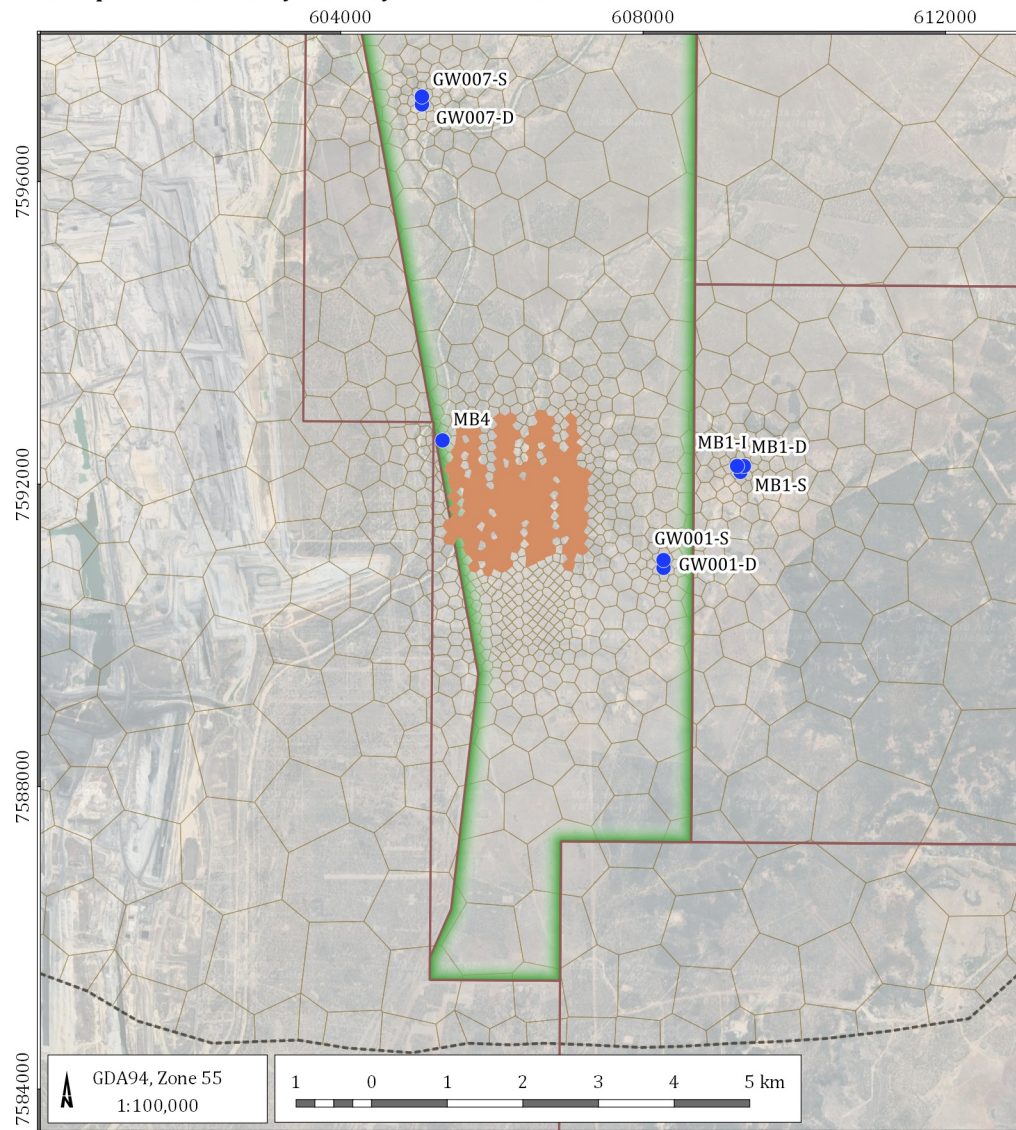 604000 608000 612000
GW007-S
GW007-D
7596000
MB4
MB1-I MB1-D
MB1-S
7592000
GW001-S
GW001-D
7588000
7584000
GDA94, Zone 55
1:100,000
N
1 0 1 2 3 4 5 km